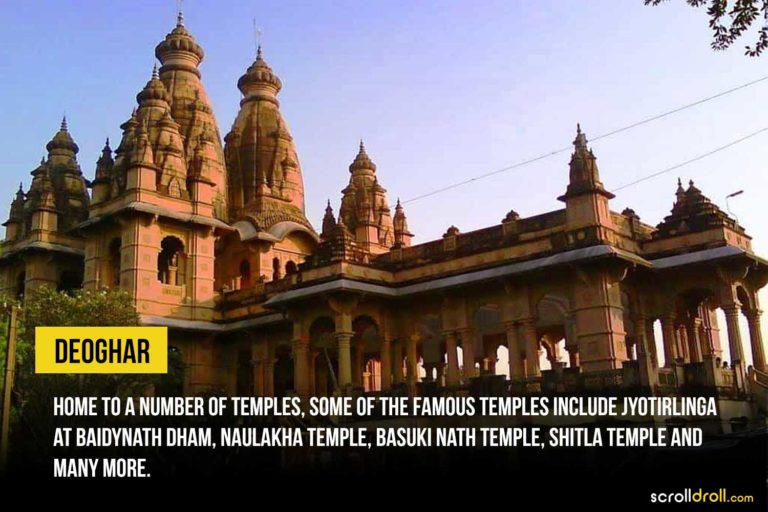 DEOGHAR
HOME TO A NUMBER OF TEMPLES, SOME OF THE FAMOUS TEMPLES INCLUDE JYOTIRLINGA
AT BAIDYNATH DHAM, NAULAKHA TEMPLE, BASUKI NATH TEMPLE, SHITLA TEMPLE AND
MANY MORE.
scrolldroll.com